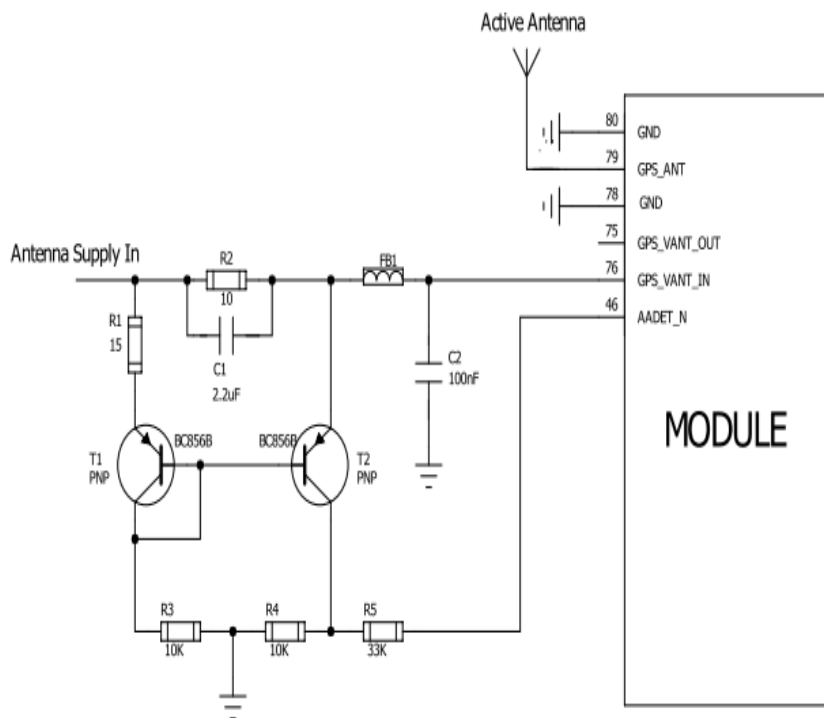 Active Antenna
80
GND
79
GPS_ANT
78
GND
75
GPS_VANT_OUT
Antenna Supply In
R2
10
FB1
76
GPS_VANT_IN
46
AADET_N
R1
15
C1
2.2uF
C2
100nF
MODULE
BC856B
BC856B
T1
PNP
T2
PNP
R3
10K
R4
10K
R5
33K